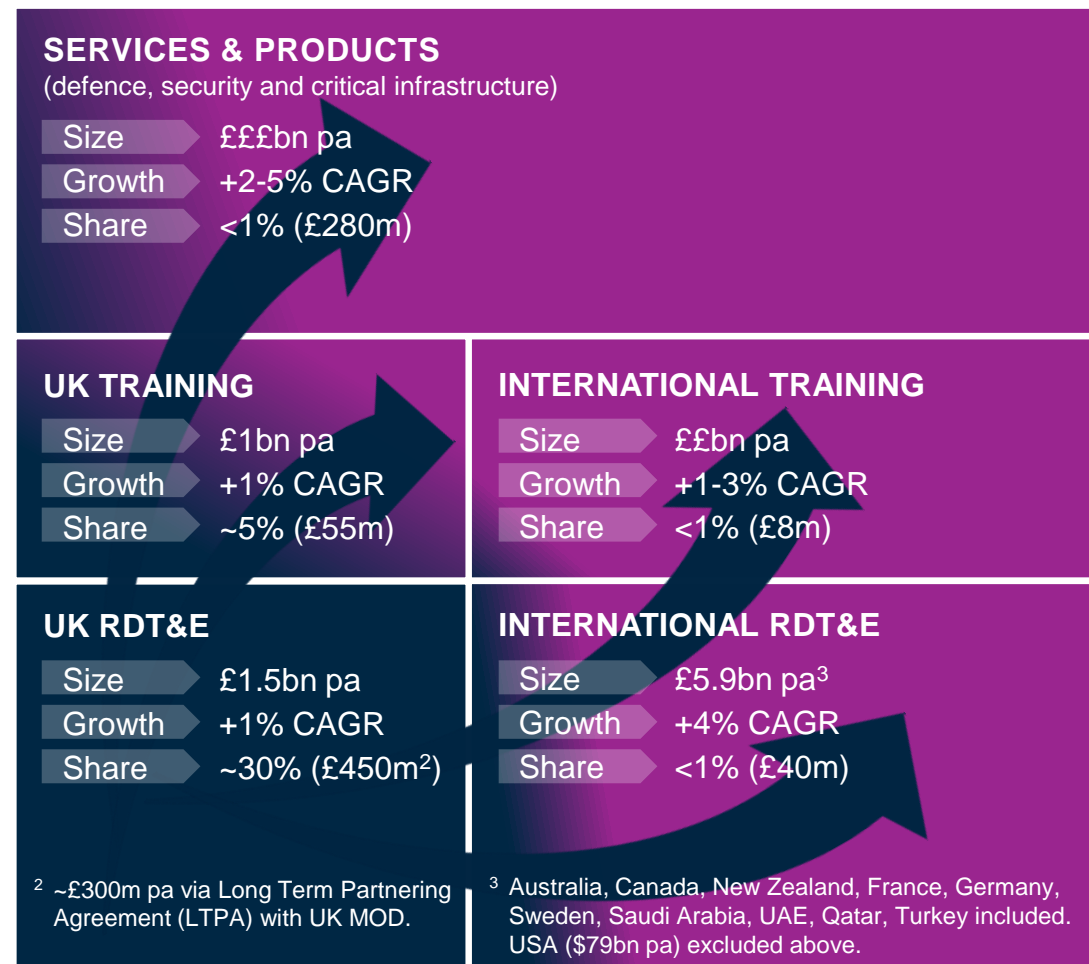 SERVICES & PRODUCTS
(defence, security and critical infrastructure)
Size £££bn pa
Growth +2-5% CAGR
Share <1% (£280m)
UK TRAINING
Size £1bn pa
Growth +1% CAGR
Share ~5% (£55m)
INTERNATIONAL TRAINING
Size ££bn pa
Growth +1-3% CAGR
Share <1% (£8m)
UK RDT&E
Size £1.5bn pa
Growth +1% CAGR
Share ~30% (£450m²)
² ~£300m pa via Long Term Partnering
Agreement (LTPA) with UK MOD.
INTERNATIONAL RDT&E
Size £5.9bn pa³
Growth +4% CAGR
Share <1% (£40m)
³ Australia, Canada, New Zealand, France, Germany,
Sweden, Saudi Arabia, UAE, Qatar, Turkey included.
USA ($79bn pa) excluded above.